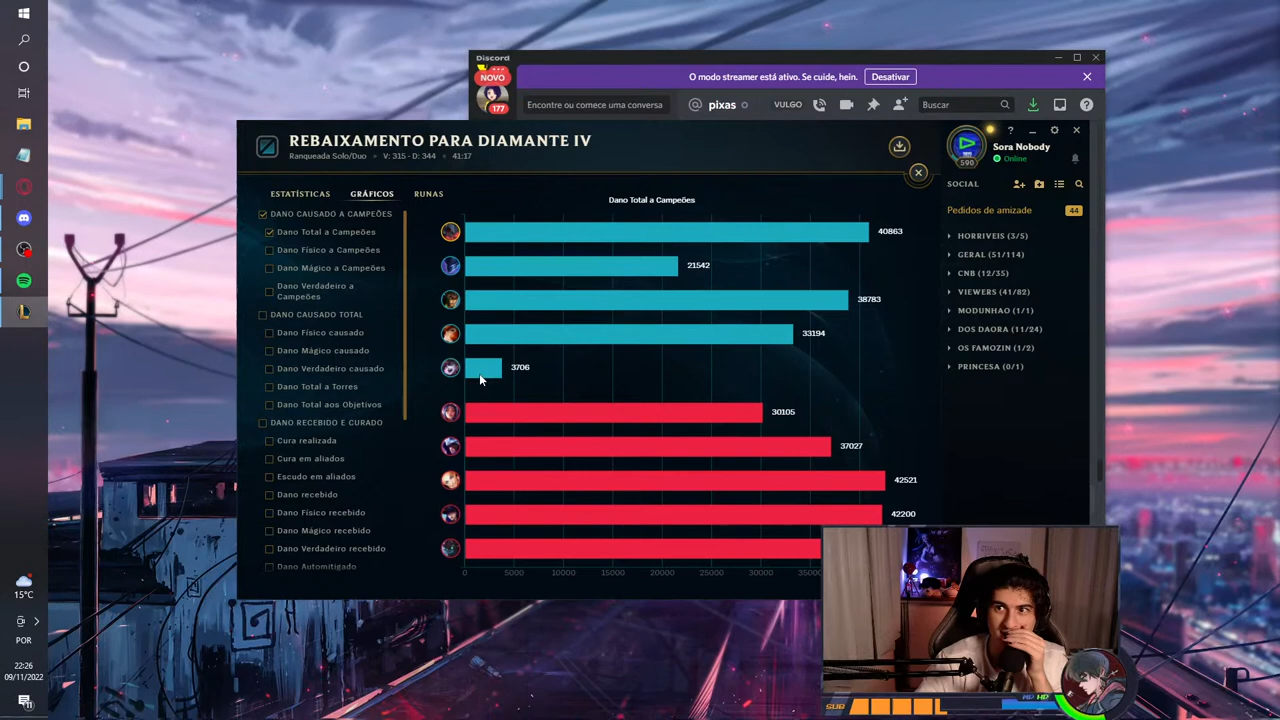 Discord
NOVO
177
O modo streamer está ativo. Se cuide, hein.
Desativar
Encontre ou comece uma conversa
pixas
VULGO
Buscar
REBAIXAMENTO PARA DIAMANTE IV
Ranqueada Solo/Duo • V: 315 - D: 344 • 41:17
590
Sora Nobody
Online
ESTATÍSTICAS
GRÁFICOS
RUNAS
DANO CAUSADO A CAMPEÕES
Dano Total a Campeões
Dano Físico a Campeões
Dano Mágico a Campeões
Dano Verdadeiro a
Campeões
DANO CAUSADO TOTAL
Dano Físico causado
Dano Mágico causado
Dano Verdadeiro causado
Dano Total a Torres
Dano Total aos Objetivos
DANO RECEBIDO E CURADO
Cura realizada
Cura em aliados
Escudo em aliados
Dano recebido
Dano Físico recebido
Dano Mágico recebido
Dano Verdadeiro recebido
Dano Automitigado
Dano Total a Campeões
40863
21542
38783
33194
3706
30105
37027
42521
42200
0 5000 10000 15000 20000 25000 30000 35000
SOCIAL
Pedidos de amizade 44
HORRIVEIS (3/5)
GERAL (51/114)
CNB (12/35)
VIEWERS (41/82)
MODUNHAO (1/1)
DOS DAORA (11/24)
OS FAMOZIN (1/2)
PRINCESA (0/1)
15°C
POR
22:26
09/11/2022
SUB
MP HP